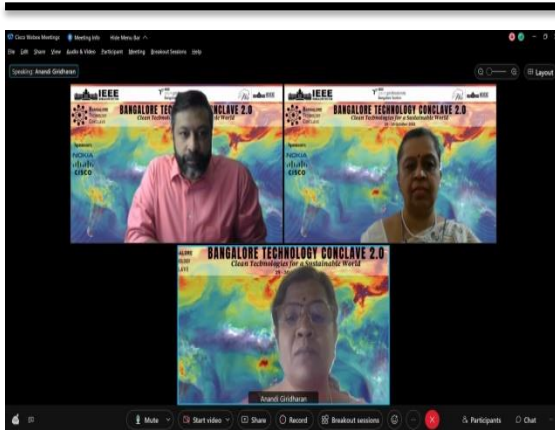 Cisco Webex Meetings Meeting Info Hide Menu Bar
File Edit Share View Audio & Video Participant Meeting Breakout Sessions Help
Speaking: Anandi Giridharan
Layout
IEEE
BANGALORE TECHNOLOGY CONCLAVE 2.0
Clean Technologies for a Sustainable World
NOKIA
CISCO
IEEE
BANGALORE TECHNOLOGY CONCLAVE 2.0
Clean Technologies for a Sustainable World
NOKIA
CISCO
BANGALORE TECHNOLOGY CONCLAVE 2.0
Clean Technologies for a Sustainable World
Anandi Giridharan
Mute Start video Share Record Breakout sessions Participants Chat